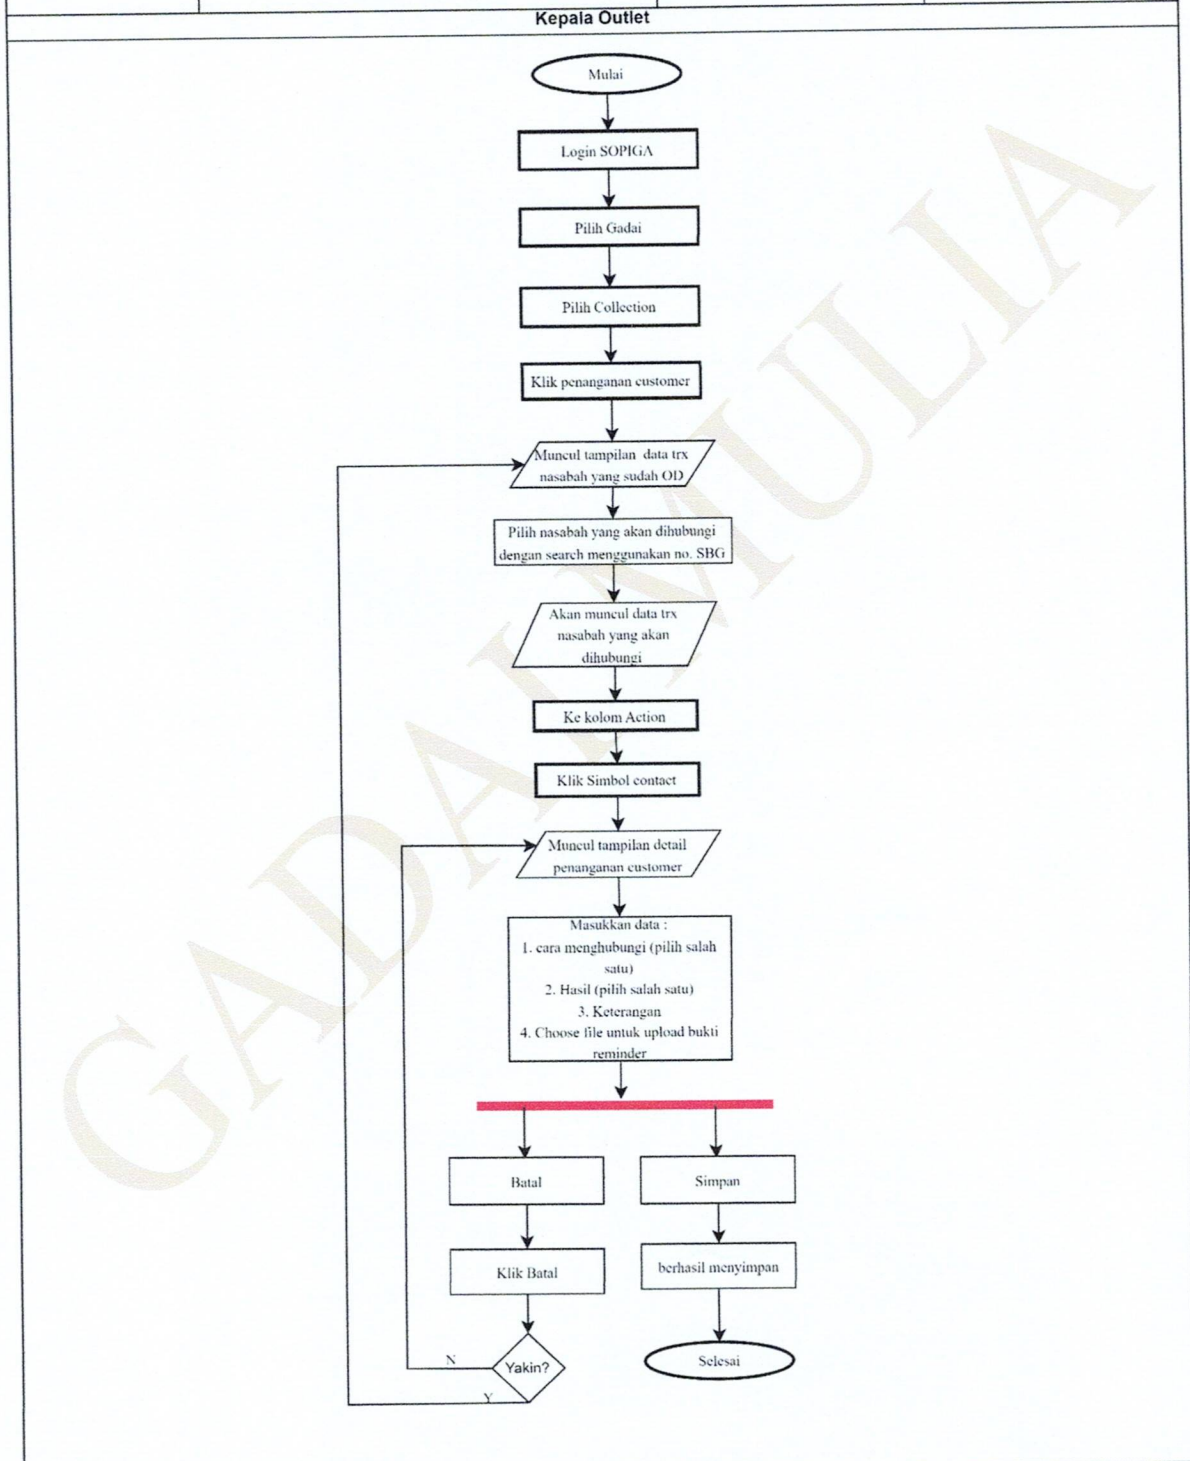 Kepala Outlet
Mulai
Login SOPIGA
Pilih Gadai
Pilih Collection
Klik penanganan customer
Muncul tampilan data trx
nasabah yang sudah OD
Pilih nasabah yang akan dihubungi
dengan search menggunakan no. SBG
Akan muncul data trx
nasabah yang akan
dihubungi
Ke kolom Action
Klik Simbol contact
Muncul tampilan detail
penanganan customer
Masukkan data :
1. cara menghubungi (pilih salah
satu)
2. Hasil (pilih salah satu)
3. Keterangan
4. Choose file untuk upload bukti
reminder
Batal
Simpan
Klik Batal
berhasil menyimpan
Yakin?
N
Y
Selesai
GADAI MULIA